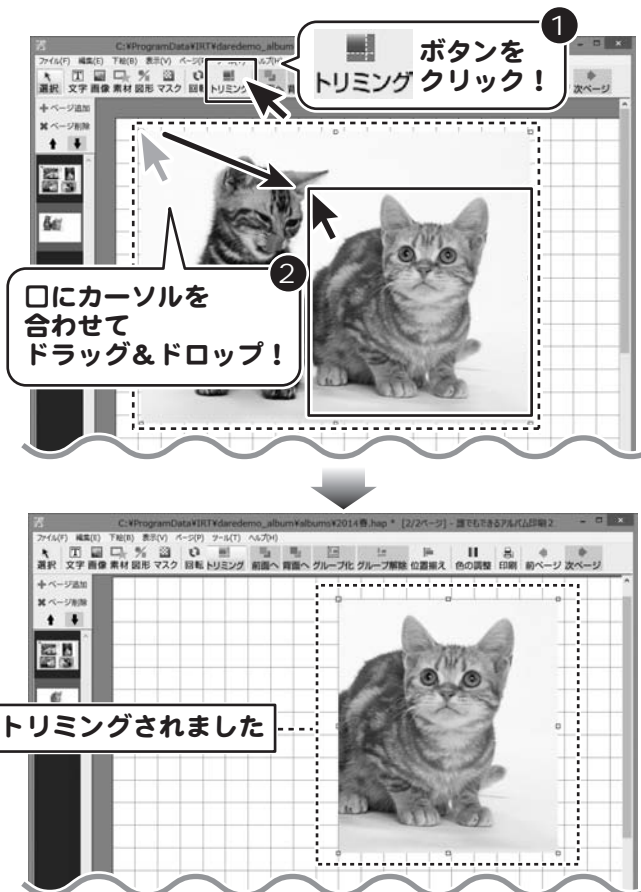 1
トリミング ボタンを
クリック！
C:¥ProgramData¥IRT¥daredemo_album
ファイル(F) 編集(E) 下絵(B) 表示(V) ページ(P)
選択 文字 画像 素材 図形 マスク 回転 トリミング 次ページ
ページ追加
ページ削除
2
□にカーソルを
合わせて
ドラッグ&ドロップ！
C:¥ProgramData¥IRT¥daredemo_album¥albums¥2014春.hap * [2/2ページ] - 誰でもできるアルバム印刷2
ファイル(F) 編集(E) 下絵(B) 表示(V) ページ(P) ツール(T) ヘルプ(H)
選択 文字 画像 素材 図形 マスク 回転 トリミング 前面へ 背面へ グループ化 グループ解除 位置揃え 色の調整 印刷 前ページ 次ページ
ページ追加
ページ削除
トリミングされました